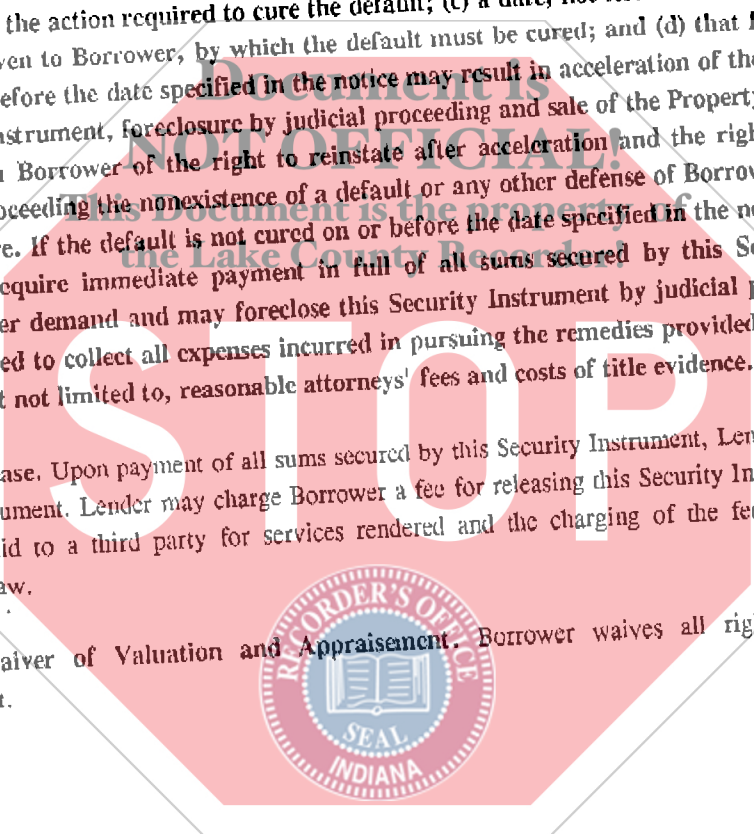 the action required to cure the default; (c) a date, not
ven to Borrower, by which the default must be cured; and (d) that
efore the date specified in the notice may result in acceleration of
nstrument, foreclosure by judicial proceeding and sale of the Property
Borrower of the right to reinstate after acceleration and the
oceeding the nonexistence of a default or any other defense of
re. If the default is not cured on or before the date specified in the
equire immediate payment in full of all sums secured by this
er demand and may foreclose this Security Instrument by judicial
ed to collect all expenses incurred in pursuing the remedies provided
t not limited to, reasonable attorneys' fees and costs of title evidence.
ase. Upon payment of all sums secured by this Security Instrument,
ument. Lender may charge Borrower a fee for releasing this Security
id to a third party for services rendered and the charging of the
aw.
aiver of Valuation and Appraisement. Borrower waives all
t.
Document is
NOT OFFICIAL!
This Document is the property of
the Lake County Recorder!
STOP
RECORDER'S OFFICE
SEAL
INDIANA